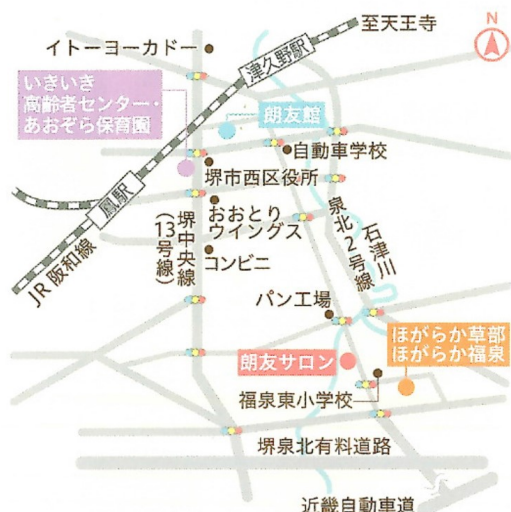 至天王寺
N
イトーヨーカドー
津久野駅
いきいき
高齢者センター・
あおぞら保育園
朗友館
自動車学校
堺市西区役所
鳳駅
おおとり
ウイングス
堺中央線
(13号線)
泉北2号線
石津川
JR阪和線
コンビニ
パン工場
ほがらか草部
ほがらか福泉
朗友サロン
福泉東小学校
堺泉北有料道路
近畿自動車道